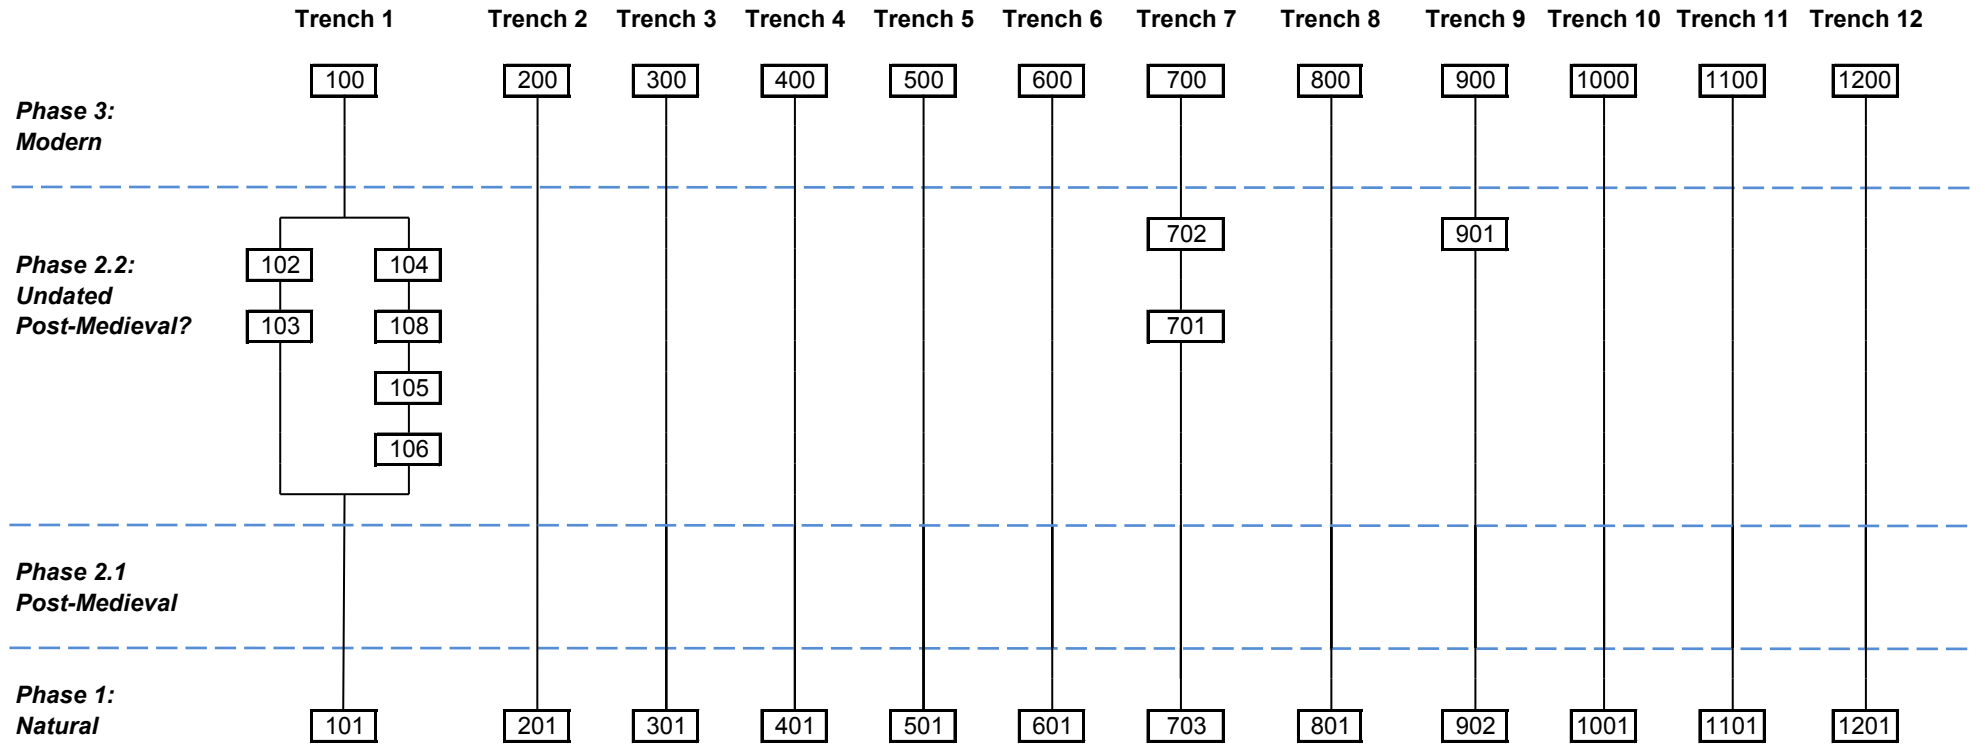 Trench 1 Trench 2 Trench 3 Trench 4 Trench 5 Trench 6 Trench 7 Trench 8 Trench 9 Trench 10 Trench 11 Trench 12
100 200 300 400 500 600 700 800 900 1000 1100 1200
Phase 3:
Modern
702 901
Phase 2.2: 102 104
Undated
Post-Medieval? 103 108 701
105
106
Phase 2.1
Post-Medieval
Phase 1:
Natural 101 201 301 401 501 601 703 801 902 1001 1101 1201